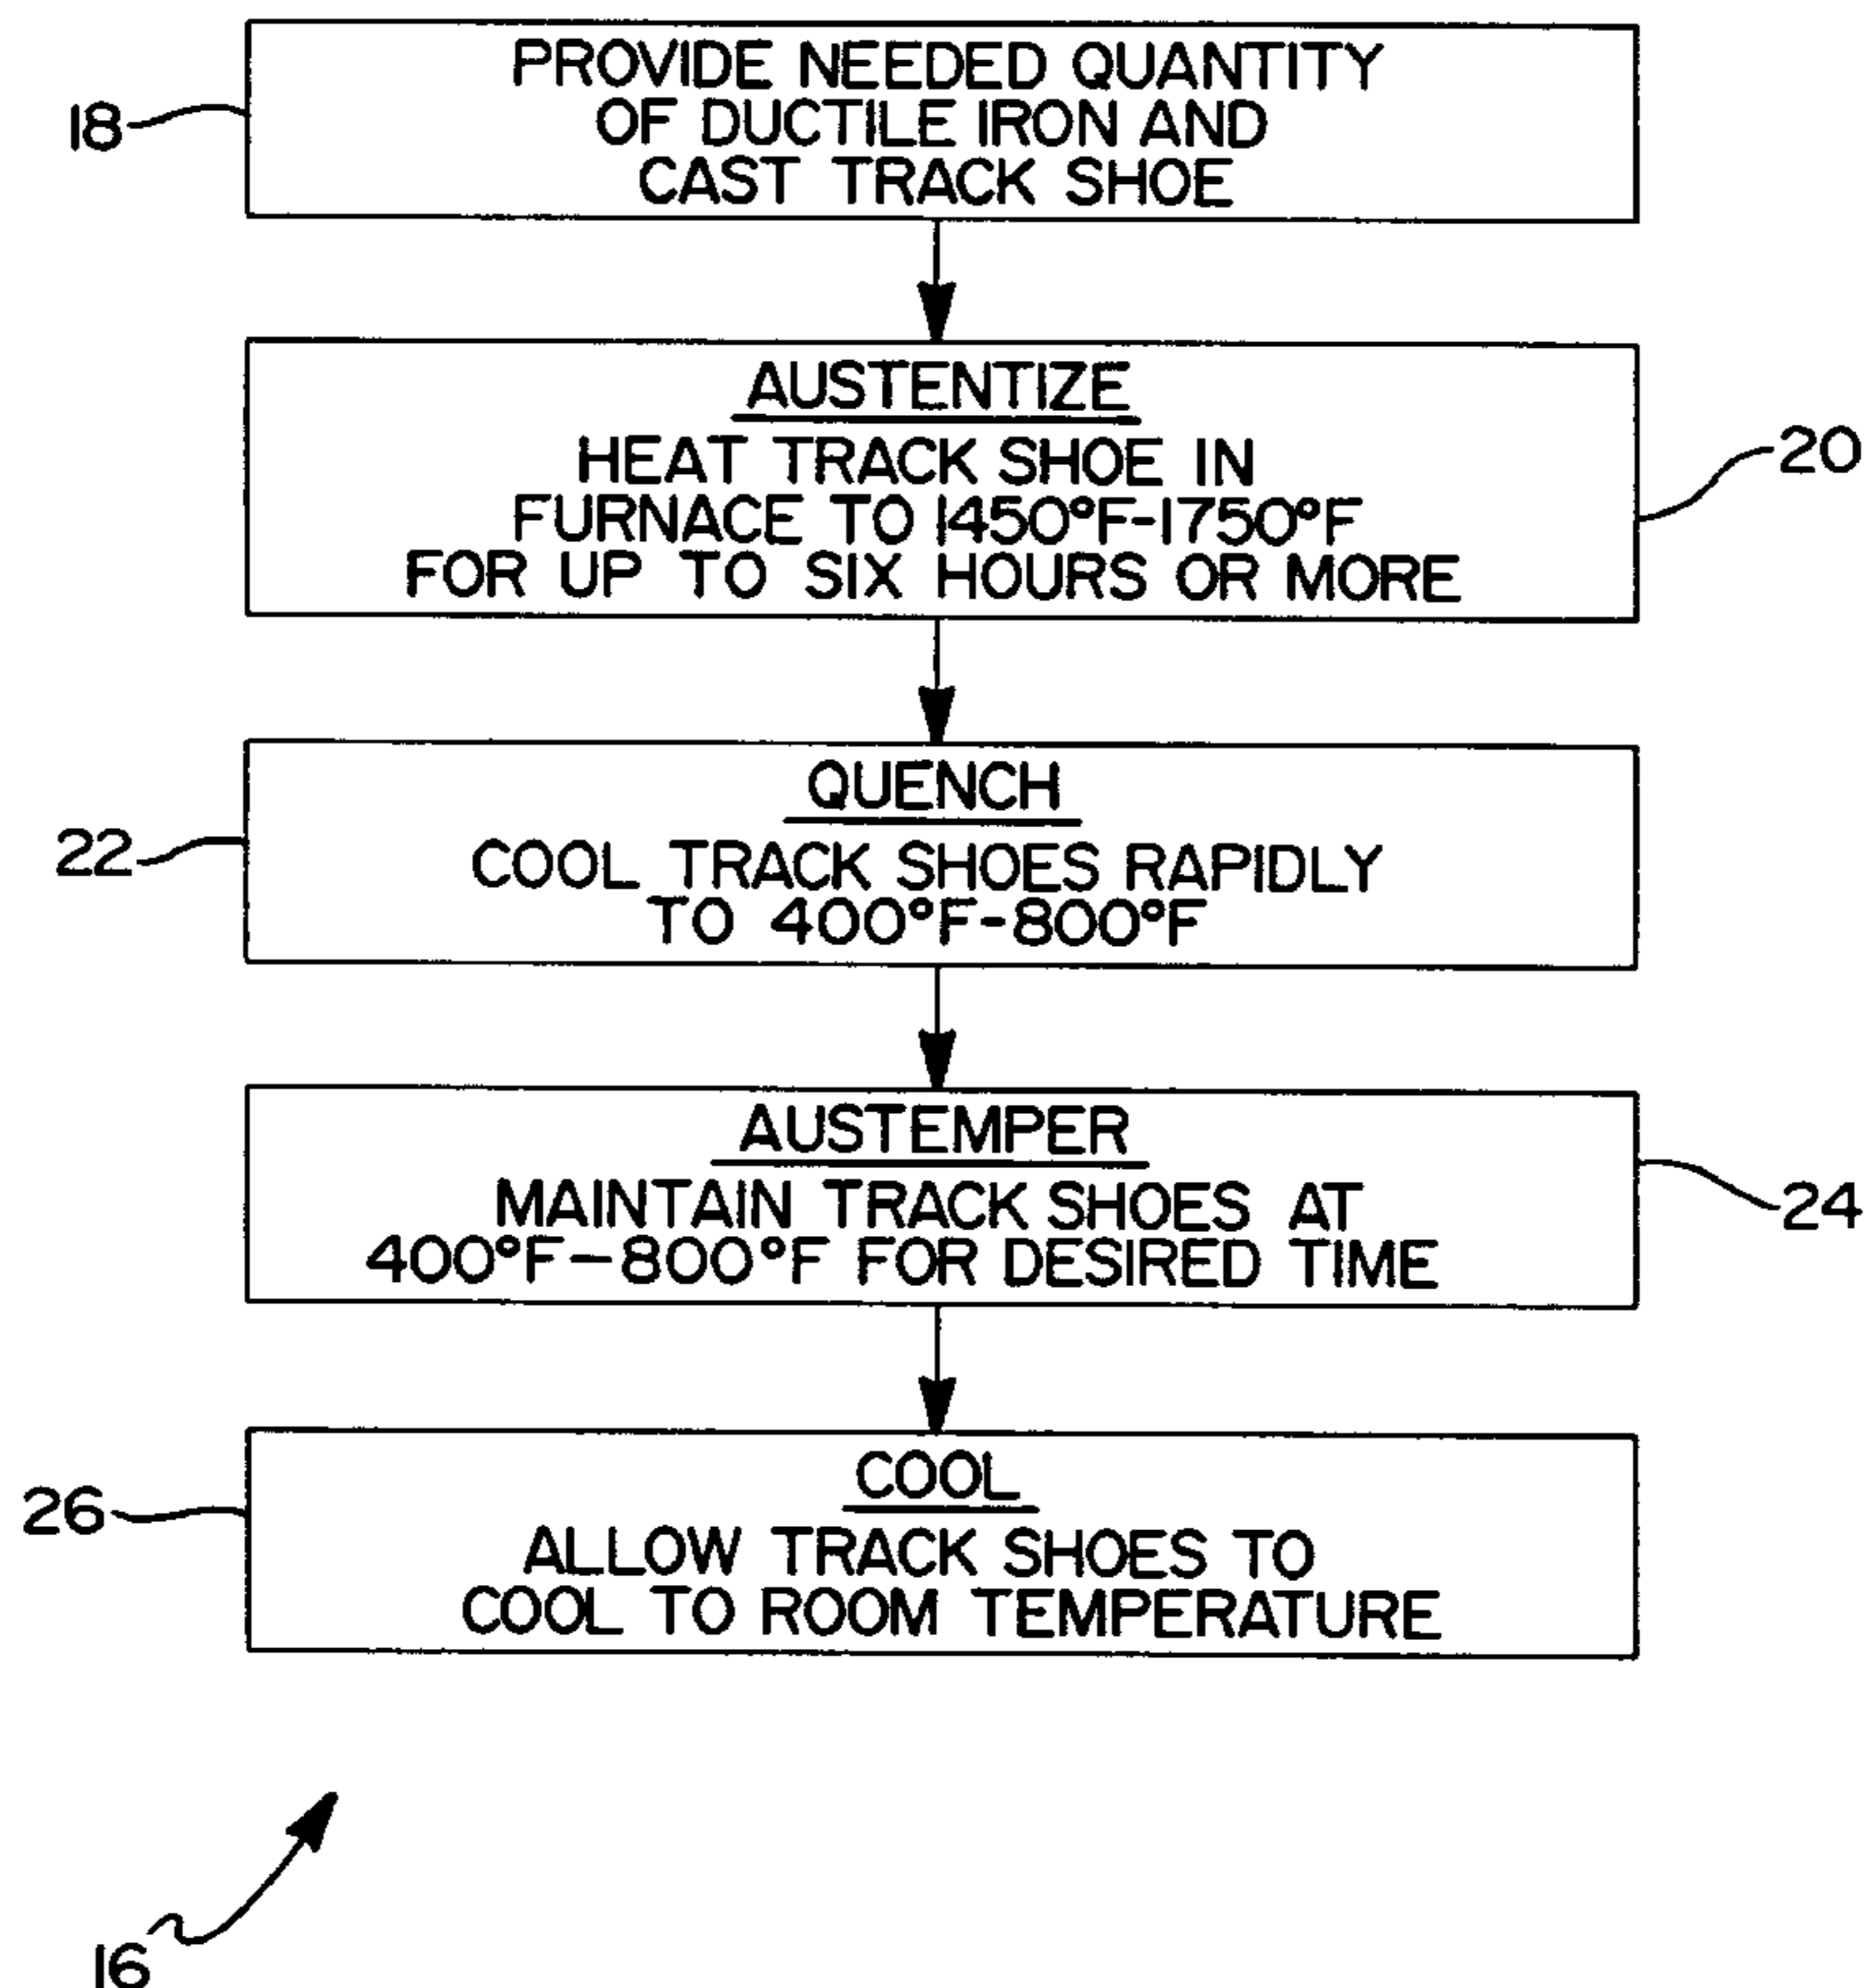 PROVIDE NEEDED QUANTITY
OF DUCTILE IRON AND
CAST TRACK SHOE
18
AUSTENTIZE
HEAT TRACK SHOE IN
FURNACE TO 1450°F-1750°F
FOR UP TO SIX HOURS OR MORE
20
QUENCH
COOL TRACK SHOES RAPIDLY
TO 400°F-800°F
22
AUSTEMPER
MAINTAIN TRACK SHOES AT
400°F-800°F FOR DESIRED TIME
24
COOL
ALLOW TRACK SHOES TO
COOL TO ROOM TEMPERATURE
26
16